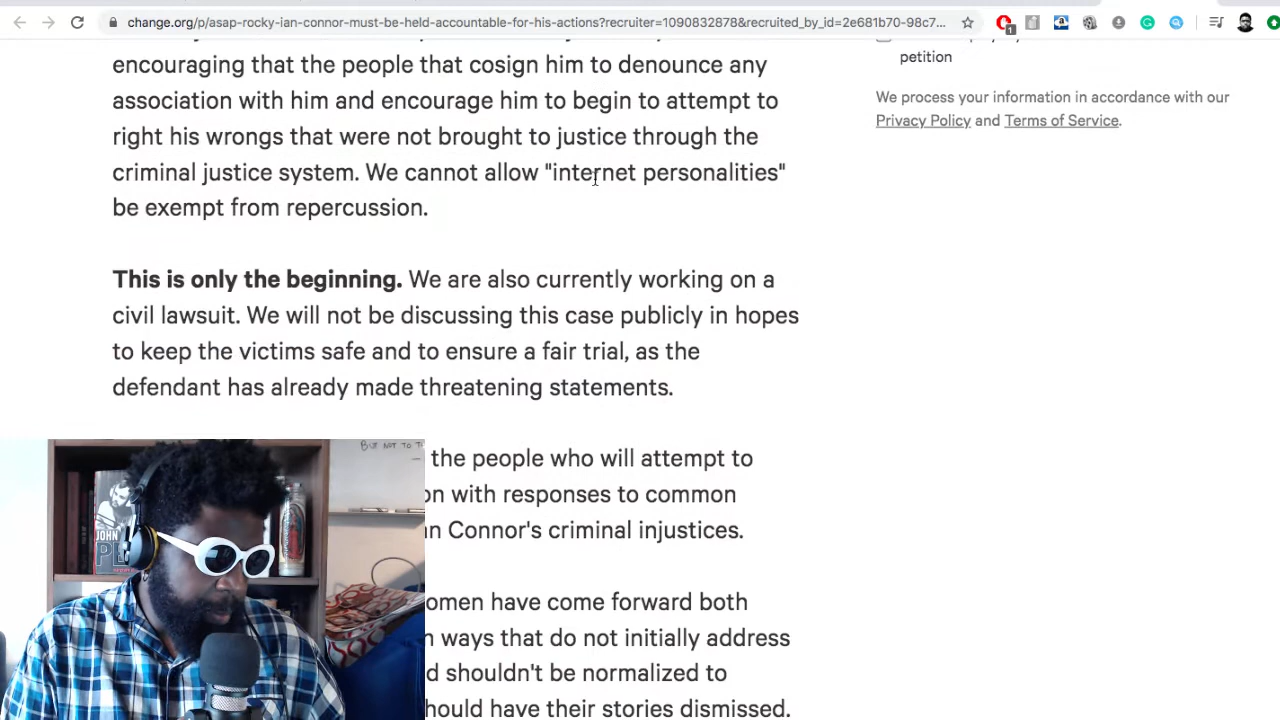 change.org/p/asap-rocky-ian-connor-must-be-held-accountable-for-his-actions?recruiter=1090832878&recruited_by_id=2e681b70-98c7...
1
petition
encouraging that the people that cosign him to denounce any
association with him and encourage him to begin to attempt to
right his wrongs that were not brought to justice through the
criminal justice system. We cannot allow "internet personalities"
be exempt from repercussion.
We process your information in accordance with our
Privacy Policy and Terms of Service.
This is only the beginning. We are also currently working on a
civil lawsuit. We will not be discussing this case publicly in hopes
to keep the victims safe and to ensure a fair trial, as the
defendant has already made threatening statements.
the people who will attempt to
on with responses to common
n Connor's criminal injustices.
omen have come forward both
n ways that do not initially address
d shouldn't be normalized to
hould have their stories dismissed.
BUT NOT TO
JOHN
PE